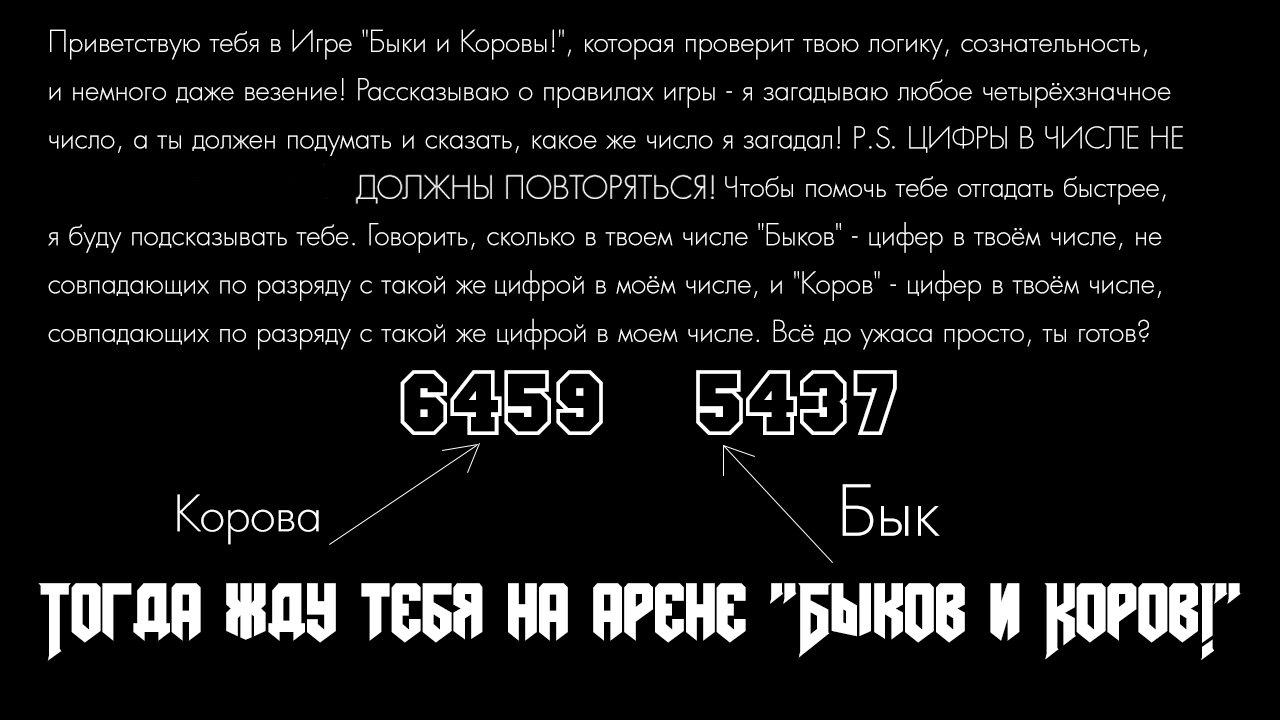 Приветствую тебя в Игре "Быки и Коровы!", которая проверит твою логику, сознательность,
и немного даже везение! Рассказываю о правилах игры - я загадываю любое четырёхзначное
число, а ты должен подумать и сказать, какое же число я загадал! P.S. ЦИФРЫ В ЧИСЛЕ НЕ
ДОЛЖНЫ ПОВТОРЯТЬСЯ! Чтобы помочь тебе отгадать быстрее,
я буду подсказывать тебе. Говорить, сколько в твоем числе "Быков" - цифер в твоём числе, не
совпадающих по разряду с такой же цифрой в моём числе, и "Коров" - цифер в твоём числе,
совпадающих по разряду с такой же цифрой в моем числе. Всё до ужаса просто, ты готов?
6459 5437
Корова Бык
Тогда жду тебя на арене "Быков и Коров!"